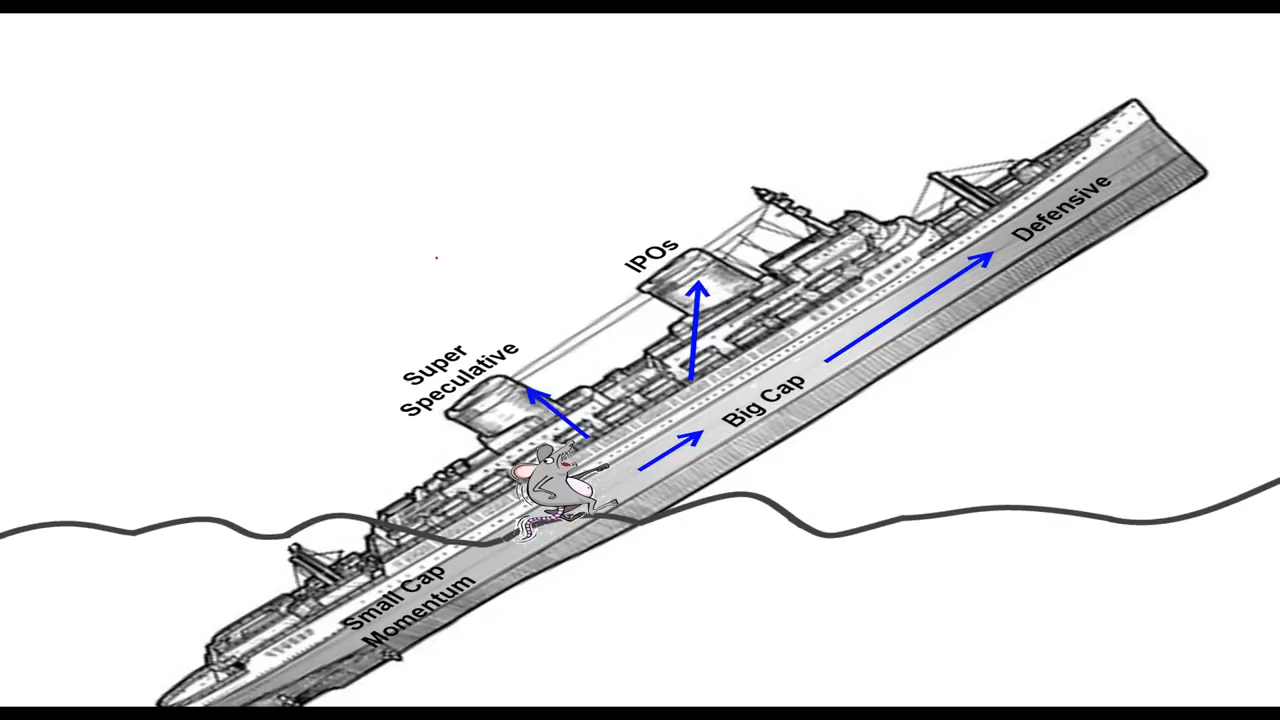 IPOs
Super
Speculative
Defensive
Big Cap
Small Cap
Momentum